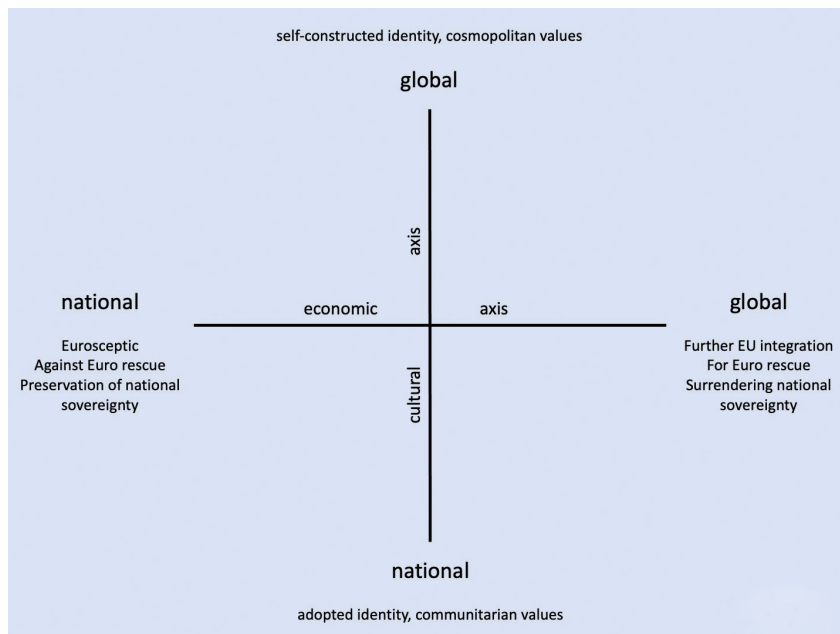 self-constructed identity, cosmopolitan values
global
axis
national
economic
axis
global
Eurosceptic
Against Euro rescue
Preservation of national
sovereignty
Further EU integration
For Euro rescue
Surrendering national
sovereignty
cultural
national
adopted identity, communitarian values